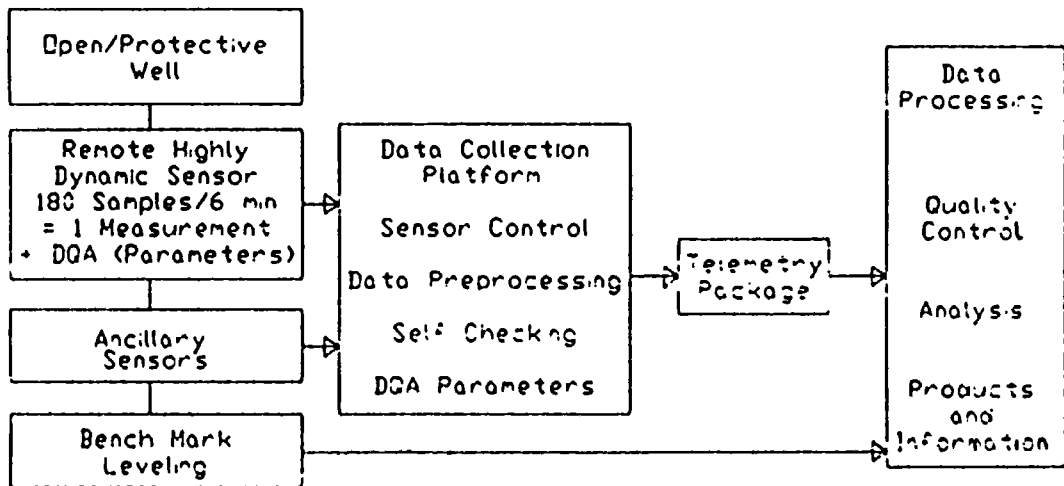 Open/Protective
Well
Remote Highly
Dynamic Sensor
180 Samples/6 min
= 1 Measurement
+ DQA (Parameters)
Ancillary
Sensors
Bench Mark
Leveling
Data Collection
Platform
Sensor Control
Data Preprocessing
Self Checking
DQA Parameters
Telemetry
Package
Data
Processing
Quality
Control
Analysis
Products
and
Information